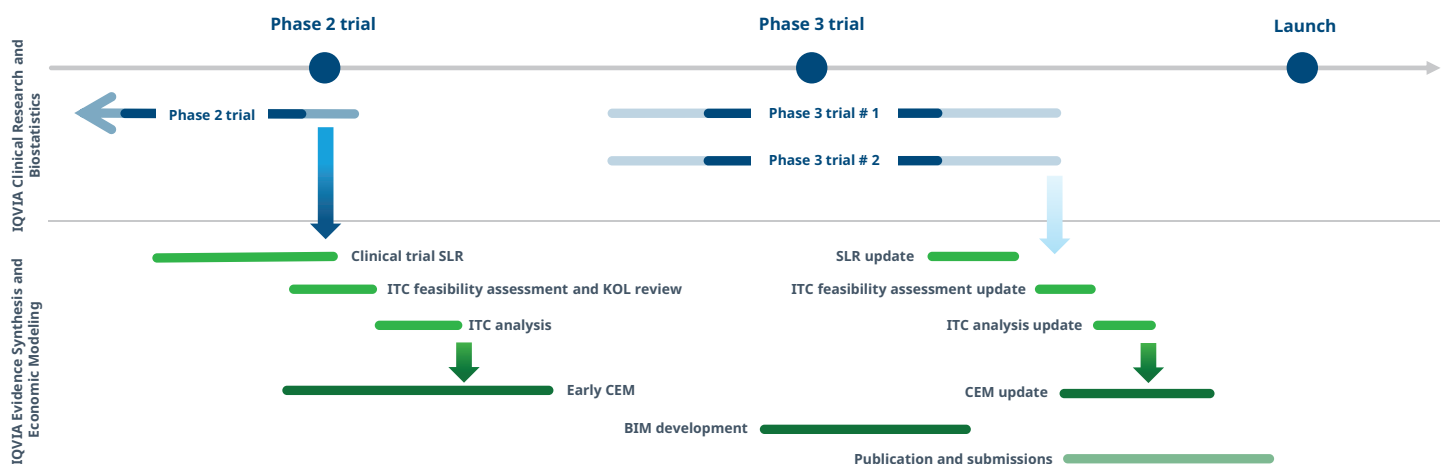 Phase 2 trial
Phase 3 trial
Launch
IQVIA Clinical Research and
Biostatistics
Phase 2 trial
Phase 3 trial # 1
Phase 3 trial # 2
IQVIA Evidence Synthesis and
Economic Modeling
Clinical trial SLR
SLR update
ITC feasibility assessment and KOL review
ITC feasibility assessment update
ITC analysis
ITC analysis update
Early CEM
CEM update
BIM development
Publication and submissions